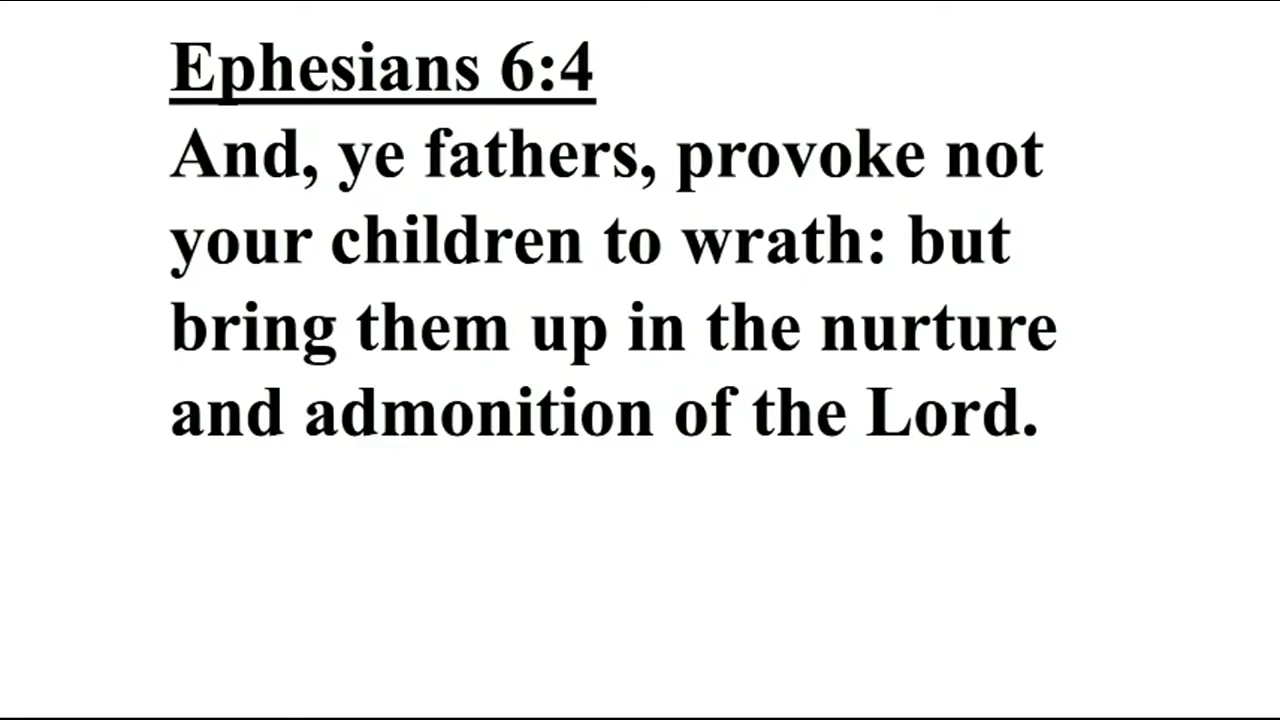 Ephesians 6:4
And, ye fathers, provoke not
your children to wrath: but
bring them up in the nurture
and admonition of the Lord.